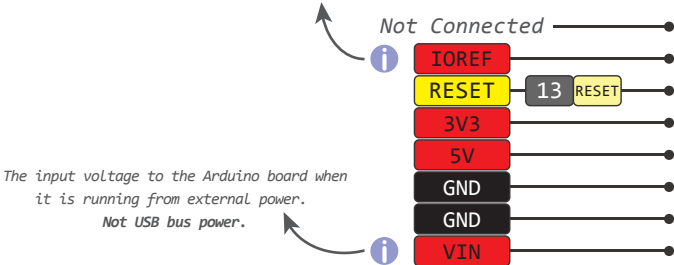 Not Connected
i IOREF
RESET 13 RESET
3V3
5V
The input voltage to the Arduino board when
it is running from external power.
Not USB bus power.
GND
GND
i VIN